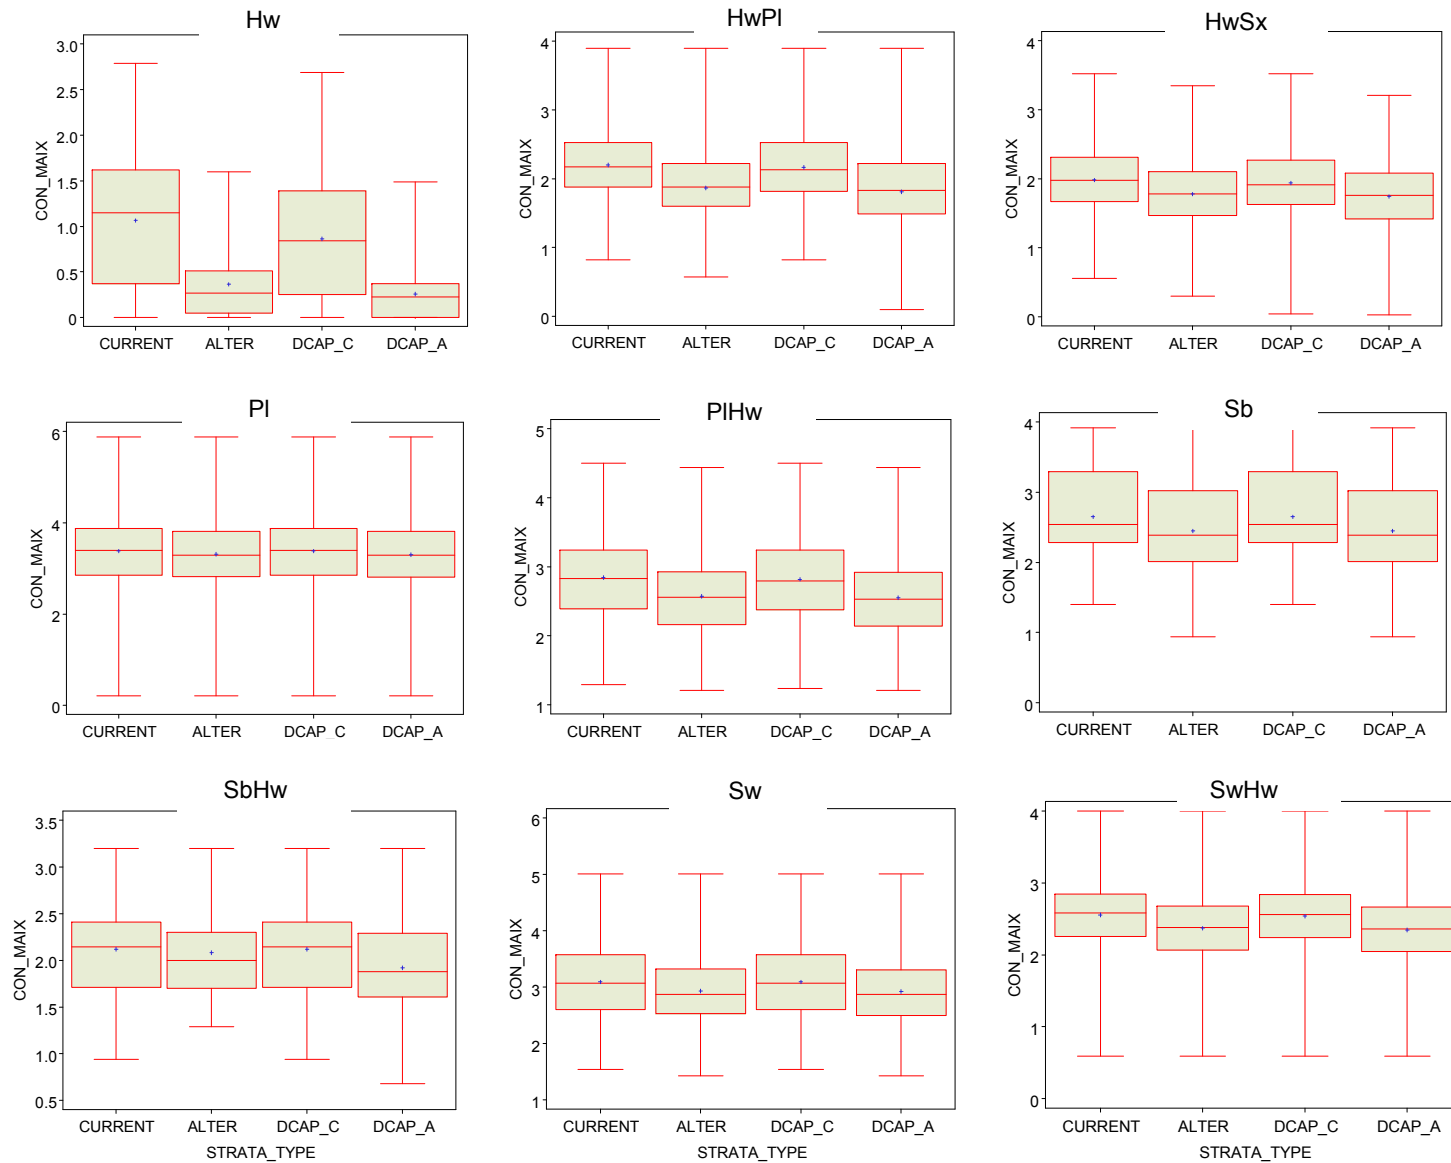 Hw
HwPl
HwSx
3.0
2.5
2.0
1.5
1.0
0.5
0
CON_MAIX
CURRENT ALTER DCAP_C DCAP_A
4
3
2
1
0
CON_MAIX
CURRENT ALTER DCAP_C DCAP_A
4
3
2
1
0
CON_MAIX
CURRENT ALTER DCAP_C DCAP_A
Pl
PlHw
Sb
6
4
2
0
CON_MAIX
CURRENT ALTER DCAP_C DCAP_A
5
4
3
2
1
CON_MAIX
CURRENT ALTER DCAP_C DCAP_A
4
3
2
1
0
CON_MAIX
CURRENT ALTER DCAP_C DCAP_A
SbHw
Sw
SwHw
3.5
3.0
2.5
2.0
1.5
1.0
0.5
CON_MAIX
CURRENT ALTER DCAP_C DCAP_A
STRATA_TYPE
6
5
4
3
2
1
CON_MAIX
CURRENT ALTER DCAP_C DCAP_A
STRATA_TYPE
4
3
2
1
0
CON_MAIX
CURRENT ALTER DCAP_C DCAP_A
STRATA_TYPE